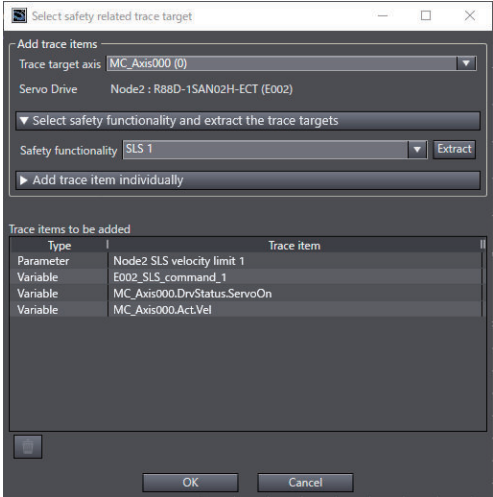 Select safety related trace target
Add trace items
Trace target axis MC_Axis000 (0)
Servo Drive Node2 : R88D-1SAN02H-ECT (E002)
▼ Select safety functionality and extract the trace targets
Safety functionality SLS 1 Extract
▶ Add trace item individually
Trace items to be added
Type Trace item
Parameter Node2 SLS velocity limit 1
Variable E002_SLS_command_1
Variable MC_Axis000.DrvStatus.ServoOn
Variable MC_Axis000.Act.Vel
OK Cancel